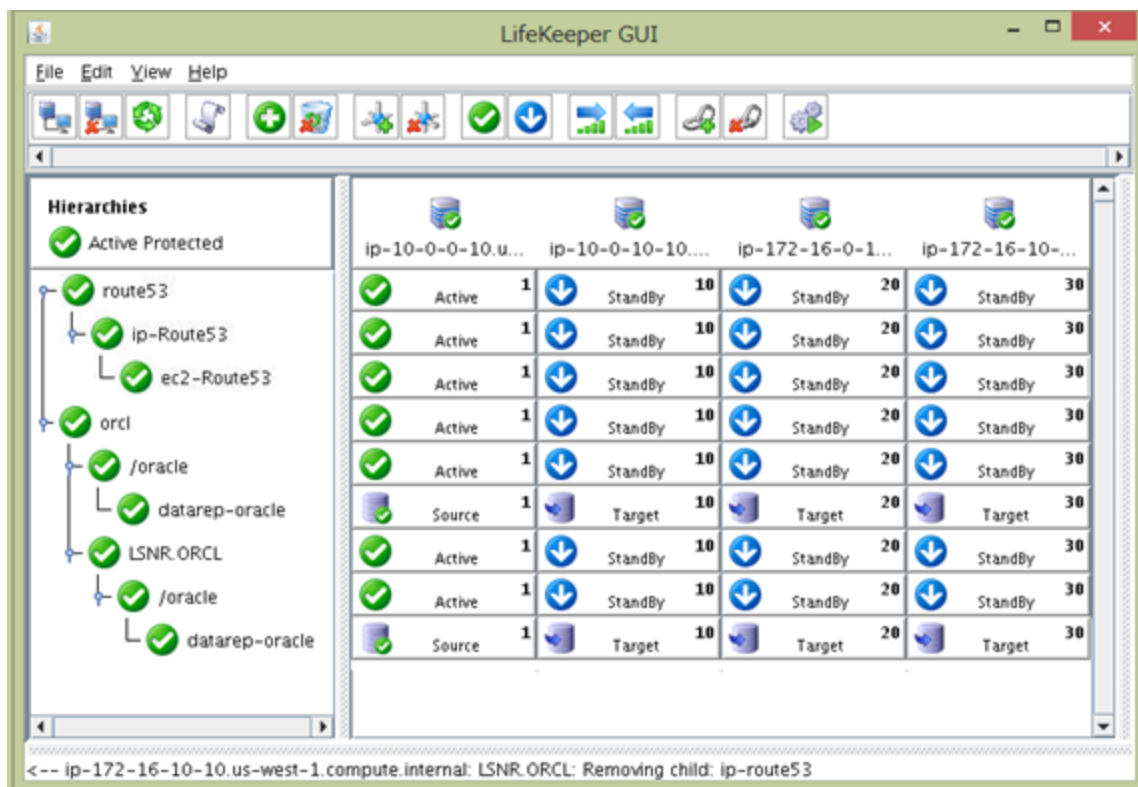 LifeKeeper GUI
File Edit View Help
Hierarchies
Active Protected
ip-10-0-0-10.u... ip-10-0-10-10.... ip-172-16-0-1... ip-172-16-10-...
route53 Active 1 StandBy 10 StandBy 20 StandBy 30
ip-Route53 Active 1 StandBy 10 StandBy 20 StandBy 30
ec2-Route53 Active 1 StandBy 10 StandBy 20 StandBy 30
orcl Active 1 StandBy 10 StandBy 20 StandBy 30
/oracle Active 1 StandBy 10 StandBy 20 StandBy 30
datarep-oracle Source 1 Target 10 Target 20 Target 30
LSNR.ORCL Active 1 StandBy 10 StandBy 20 StandBy 30
/oracle Active 1 StandBy 10 StandBy 20 StandBy 30
datarep-oracle Source 1 Target 10 Target 20 Target 30
<-- ip-172-16-10-10.us-west-1.compute.internal: LSNR.ORCL: Removing child: ip-route53